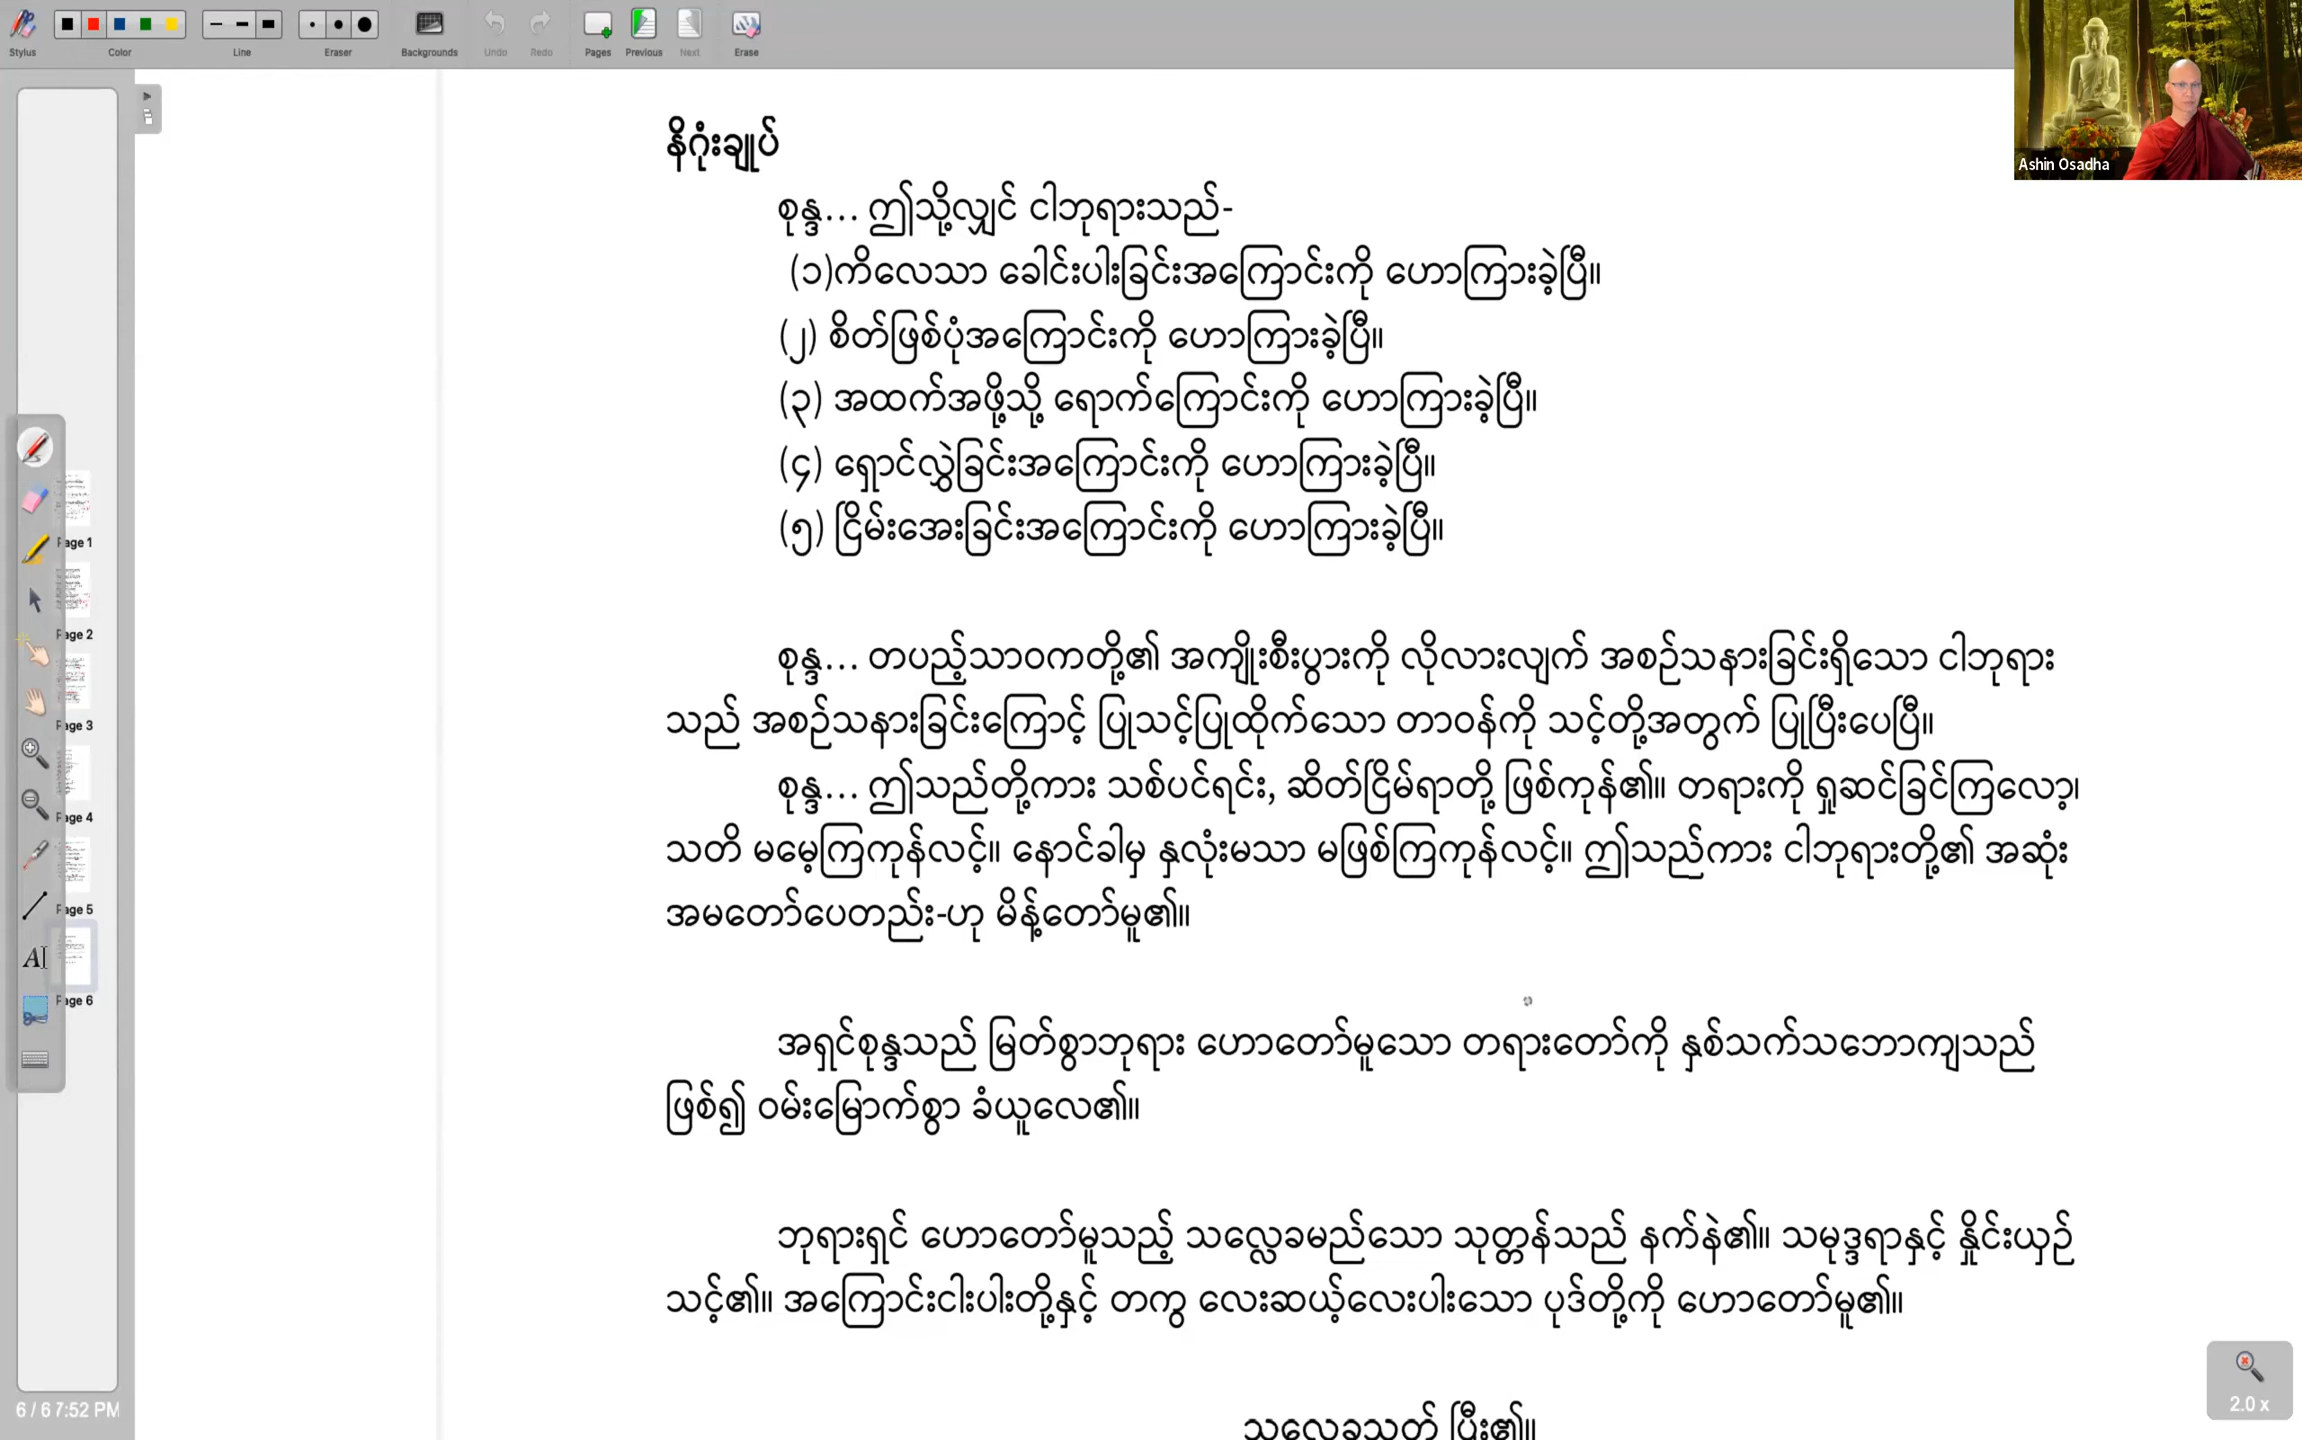 Stylus
Color
Line
Eraser
Backgrounds
Undo
Redo
Pages
Previous
Next
Erase
Ashin Osadha
နိဂုံးချုပ်
စုန္ဒ... ဤသို့လျှင် ငါဘုရားသည်-
(၁)ကိလေသာ ခေါင်းပါးခြင်းအကြောင်းကို ဟောကြားခဲ့ပြီ။
(၂) စိတ်ဖြစ်ပုံအကြောင်းကို ဟောကြားခဲ့ပြီ။
(၃) အထက်အဖို့သို့ ရောက်ကြောင်းကို ဟောကြားခဲ့ပြီ။
(၄) ရှောင်လွှဲခြင်းအကြောင်းကို ဟောကြားခဲ့ပြီ။
(၅) ငြိမ်းအေးခြင်းအကြောင်းကို ဟောကြားခဲ့ပြီ။
စုန္ဒ... တပည့်သာဝကတို့၏ အကျိုးစီးပွားကို လိုလားလျက် အစဉ်သနားခြင်းရှိသော ငါဘုရား
သည် အစဉ်သနားခြင်းကြောင့် ပြုသင့်ပြုထိုက်သော တာဝန်ကို သင့်တို့အတွက် ပြုပြီးပေပြီ။
စုန္ဒ... ဤသည်တို့ကား သစ်ပင်ရင်း, ဆိတ်ငြိမ်ရာတို့ ဖြစ်ကုန်၏။ တရားကို ရှုဆင်ခြင်ကြလော့၊
သတိ မမေ့ကြကုန်လင့်။ နောင်ခါမှ နှလုံးမသာ မဖြစ်ကြကုန်လင့်။ ဤသည်ကား ငါဘုရားတို့၏ အဆုံး
အမတော်ပေတည်း-ဟု မိန့်တော်မူ၏။
အရှင်စုန္ဒသည် မြတ်စွာဘုရား ဟောတော်မူသော တရားတော်ကို နှစ်သက်သဘောကျသည်
ဖြစ်၍ ဝမ်းမြောက်စွာ ခံယူလေ၏။
ဘုရားရှင် ဟောတော်မူသည့် သလ္လေခမည်သော သုတ္တန်သည် နက်နဲ၏။ သမုဒ္ဒရာနှင့် နှိုင်းယှဉ်
သင့်၏။ အကြောင်းငါးပါးတို့နှင့် တကွ လေးဆယ့်လေးပါးသော ပုဒ်တို့ကို ဟောတော်မူ၏။
Page 1
Page 2
Page 3
Page 4
Page 5
Page 6
6 / 6 7:52 PM
2.0 x